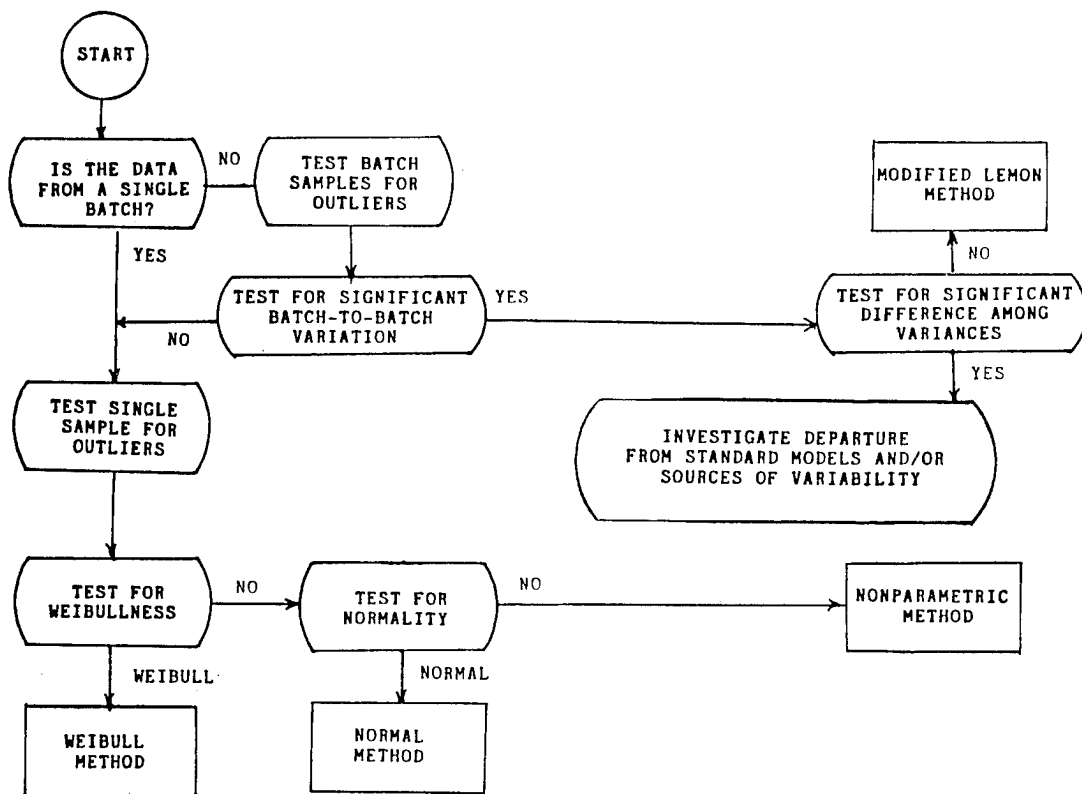 START
IS THE DATA
FROM A SINGLE
BATCH?
NO
TEST BATCH
SAMPLES FOR
OUTLIERS
MODIFIED LEMON
METHOD
YES
NO
TEST FOR SIGNIFICANT
BATCH-TO-BATCH
VARIATION
YES
NO
TEST FOR SIGNIFICANT
DIFFERENCE AMONG
VARIANCES
YES
TEST SINGLE
SAMPLE FOR
OUTLIERS
INVESTIGATE DEPARTURE
FROM STANDARD MODELS AND/OR
SOURCES OF VARIABILITY
TEST FOR
WEIBULLNESS
NO
TEST FOR
NORMALITY
NO
NONPARAMETRIC
METHOD
WEIBULL
NORMAL
WEIBULL
METHOD
NORMAL
METHOD